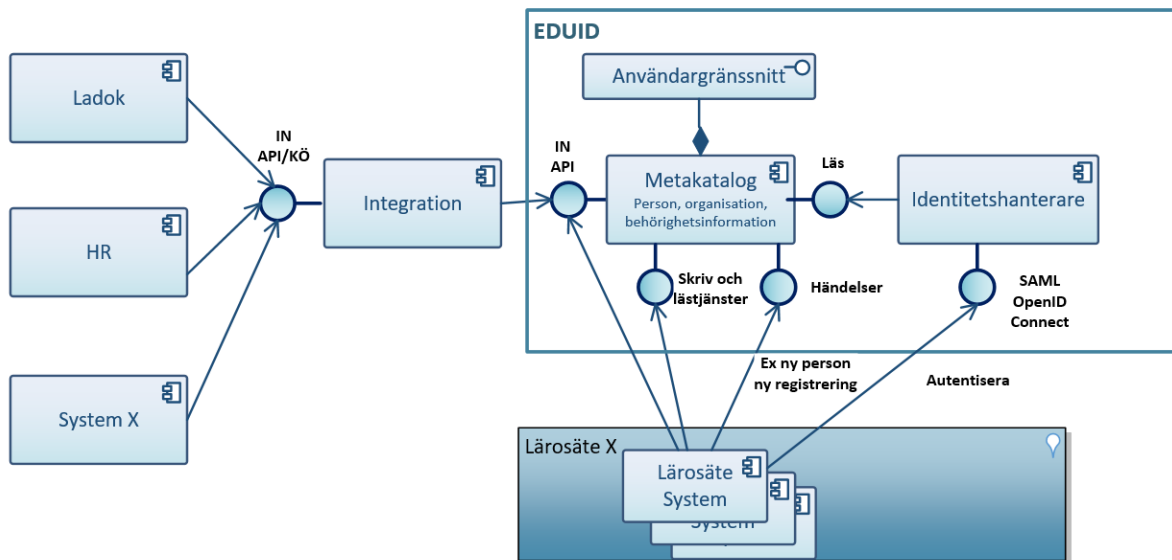 EDUID
Användargränssnitt
Ladok
IN
API/KÖ
Integration
IN
API
Metakatalog
Person, organisation,
behörighetsinformation
Läs
Identitetshanterare
HR
Skriv och
lästjänster
Händelser
SAML
OpenID
Connect
System X
Ex ny person
ny registrering
Autentisera
Lärosäte X
Lärosäte
System
System